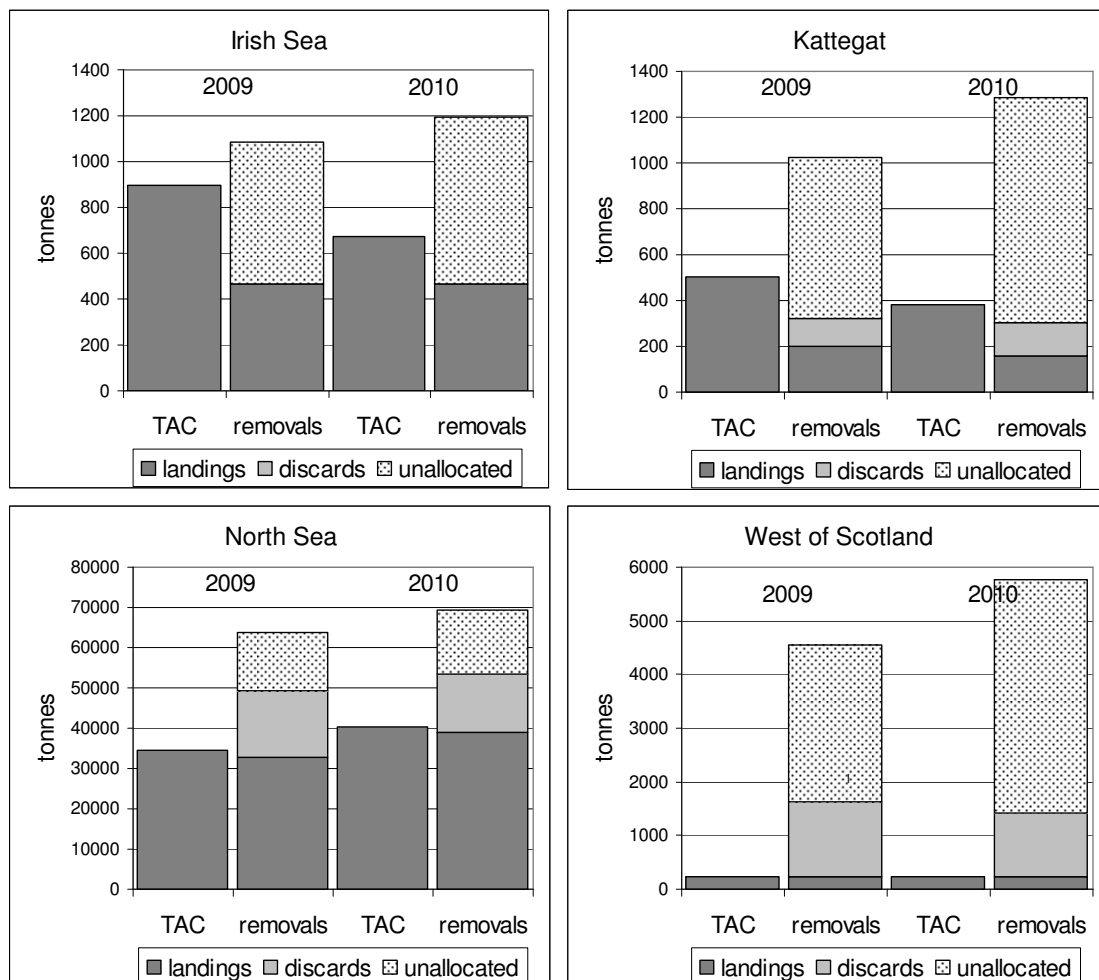 Irish Sea
1400
1200
1000
800
600
400
200
0
tonnes
2009 2010
TAC removals TAC removals
landings discards unallocated
Kattegat
1400
1200
1000
800
600
400
200
0
tonnes
2009 2010
TAC removals TAC removals
landings discards unallocated
North Sea
80000
70000
60000
50000
40000
30000
20000
10000
0
tonnes
2009 2010
TAC removals TAC removals
landings discards unallocated
West of Scotland
6000
5000
4000
3000
2000
1000
0
tonnes
2009 2010
TAC removals TAC removals
landings discards unallocated